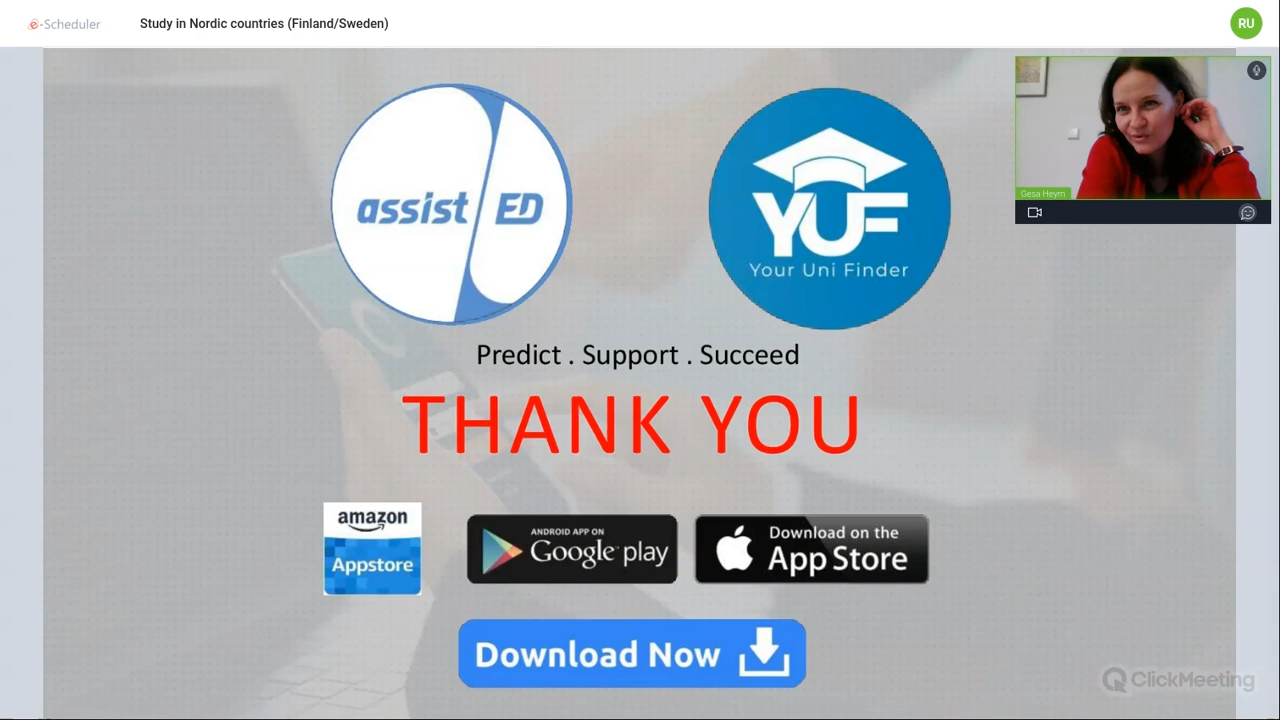 e-Scheduler
Study in Nordic countries (Finland/Sweden)
RU
Gesa Heym
assist ED
YUF
Your Uni Finder
Predict . Support . Succeed
THANK YOU
amazon
Appstore
ANDROID APP ON
Google play
Download on the
App Store
Download Now
ClickMeeting